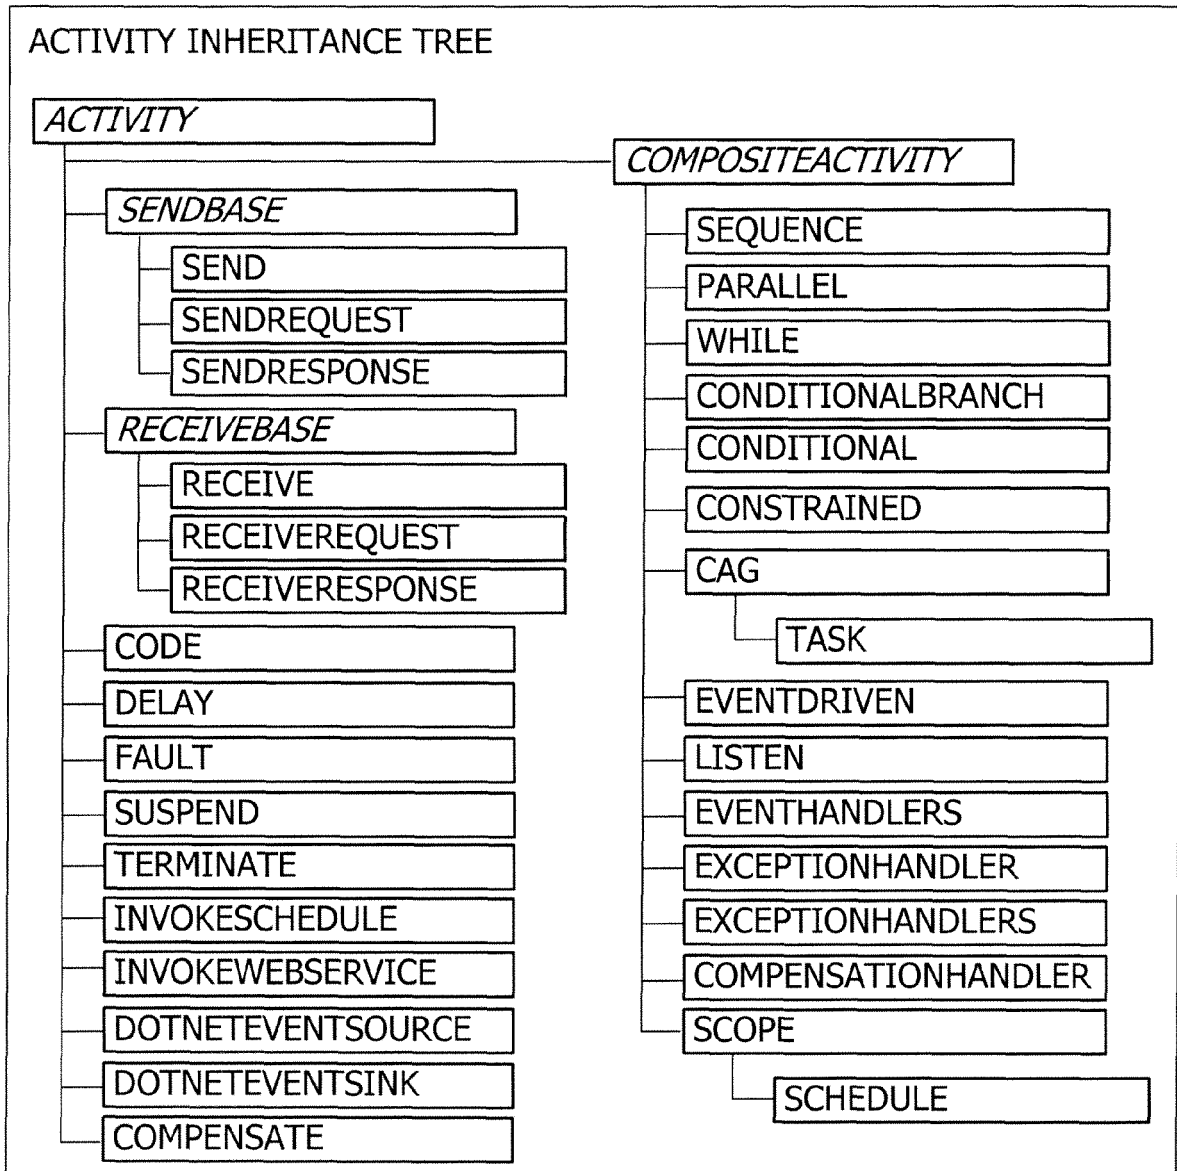 ACTIVITY INHERITANCE TREE
ACTIVITY
SENDBASE
SEND
SENDREQUEST
SENDRESPONSE
RECEIVEBASE
RECEIVE
RECEIVEREQUEST
RECEIVERESPONSE
CODE
DELAY
FAULT
SUSPEND
TERMINATE
INVOKESCHEDULE
INVOKEWEBSERVICE
DOTNETEVENTSOURCE
DOTNETEVENTSINK
COMPENSATE
COMPOSITEACTIVITY
SEQUENCE
PARALLEL
WHILE
CONDITIONALBRANCH
CONDITIONAL
CONSTRAINED
CAG
TASK
EVENTDRIVEN
LISTEN
EVENTHANDLERS
EXCEPTIONHANDLER
EXCEPTIONHANDLERS
COMPENSATIONHANDLER
SCOPE
SCHEDULE